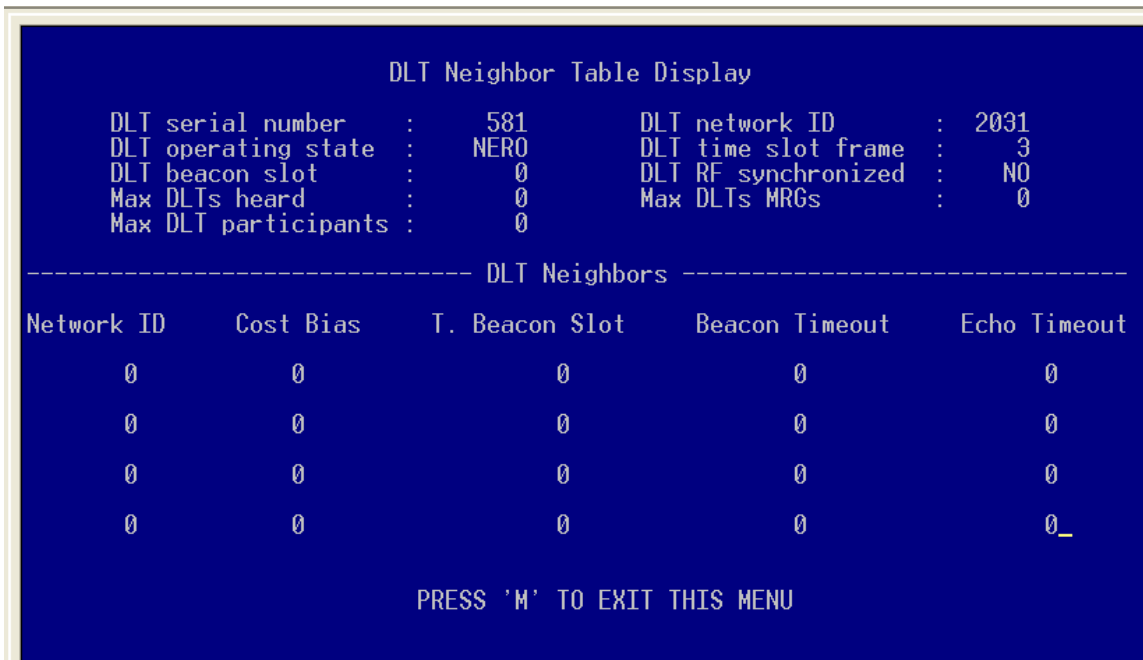 DLT Neighbor Table Display
DLT serial number : 581 DLT network ID : 2031
DLT operating state : NERO DLT time slot frame : 3
DLT beacon slot : 0 DLT RF synchronized : NO
Max DLTs heard : 0 Max DLTs MRGs : 0
Max DLT participants : 0
-------------------------------- DLT Neighbors --------------------------------
Network ID Cost Bias T. Beacon Slot Beacon Timeout Echo Timeout
0 0 0 0 0
0 0 0 0 0
0 0 0 0 0
0 0 0 0 0_
PRESS 'M' TO EXIT THIS MENU